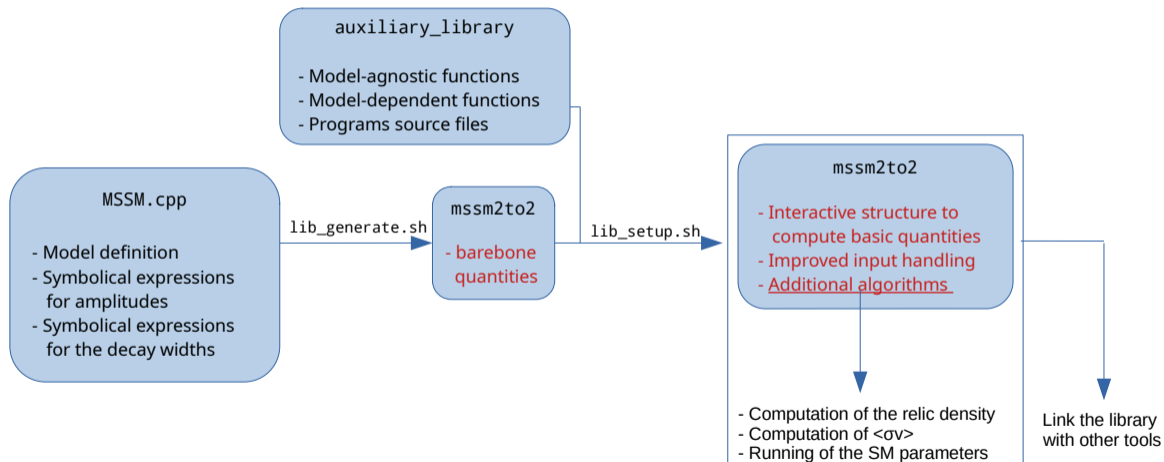 auxiliary_library
- Model-agnostic functions
- Model-dependent functions
- Programs source files
MSSM.cpp
- Model definition
- Symbolical expressions
for amplitudes
- Symbolical expressions
for the decay widths
lib_generate.sh
mssm2to2
- barebone
quantities
lib_setup.sh
mssm2to2
- Interactive structure to
compute basic quantities
- Improved input handling
- Additional algorithms
- Computation of the relic density
- Computation of <σv>
- Running of the SM parameters
Link the library
with other tools